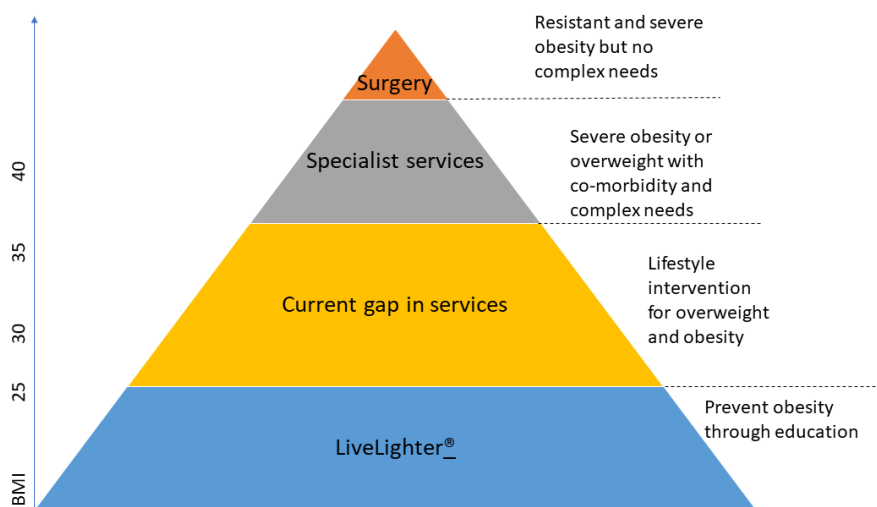 Resistant and severe
obesity but no
complex needs
Surgery
Severe obesity or
overweight with
co-morbidity and
complex needs
Specialist services
40
35
Lifestyle
intervention
for overweight
and obesity
Current gap in services
30
25
Prevent obesity
through education
LiveLighter®
BMI